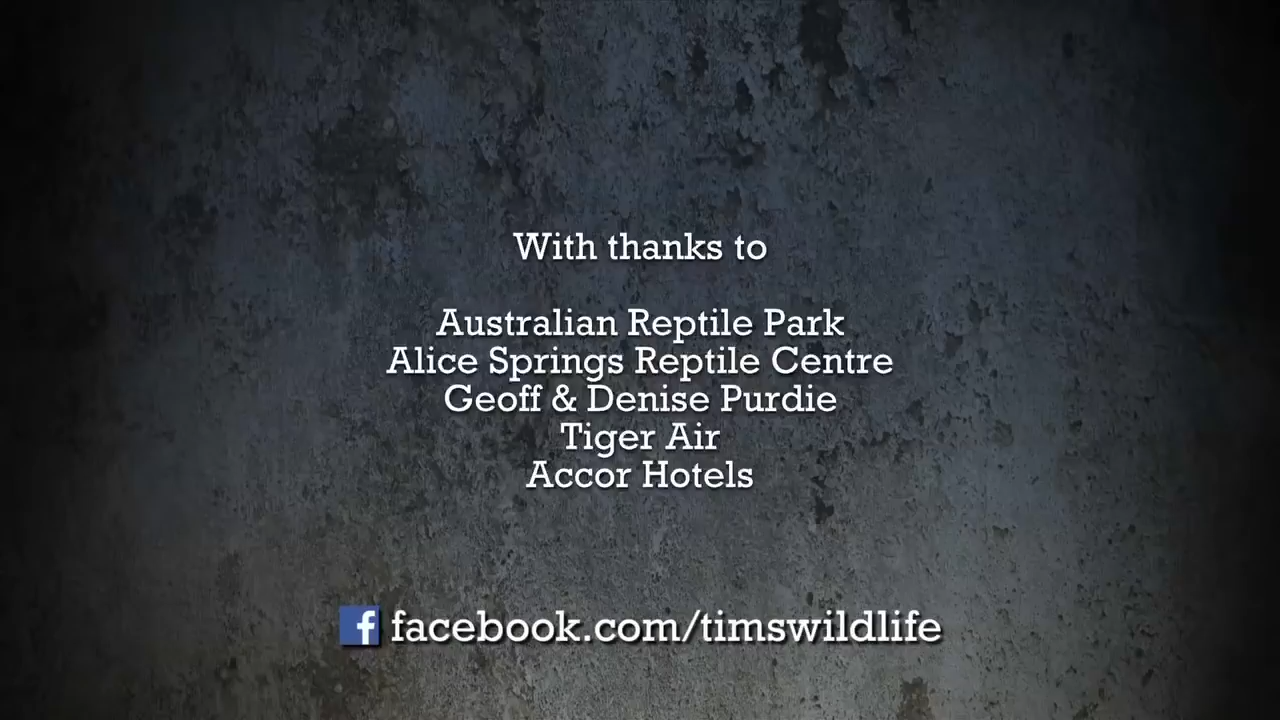 With thanks to
Australian Reptile Park
Alice Springs Reptile Centre
Geoff & Denise Purdie
Tiger Air
Accor Hotels
f facebook.com/timswildlife